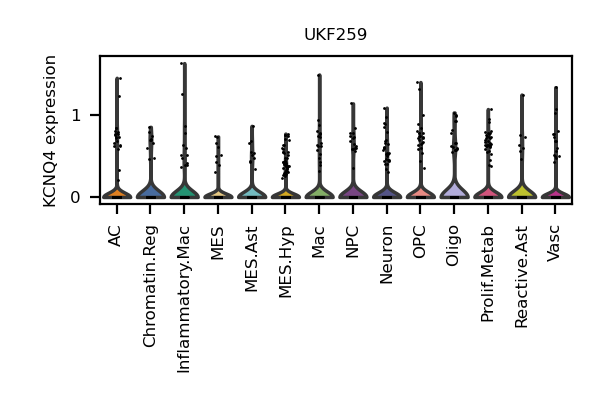 UKF259
KCNQ4 expression
1
0
AC
Chromatin.Reg
Inflammatory.Mac
MES
MES.Ast
MES.Hyp
Mac
NPC
Neuron
OPC
Oligo
Prolif.Metab
Reactive.Ast
Vasc